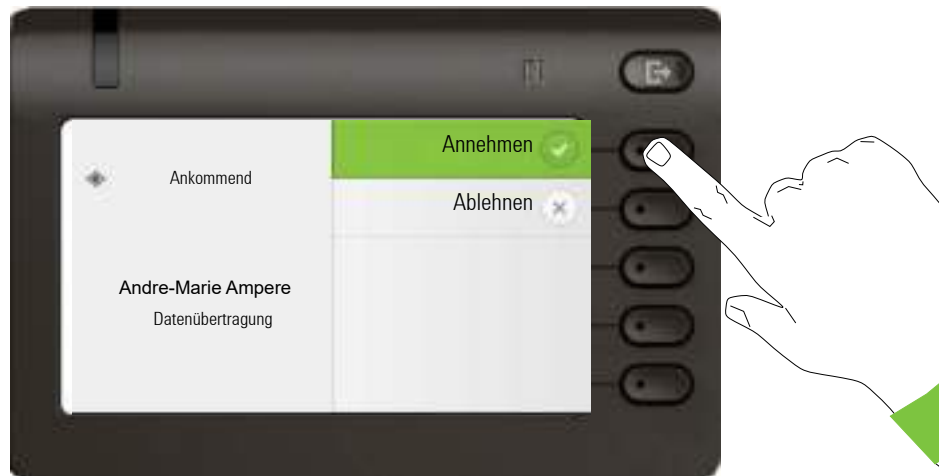 Ankommend
Andre-Marie Ampere
Datenübertragung
Annehmen
Ablehnen